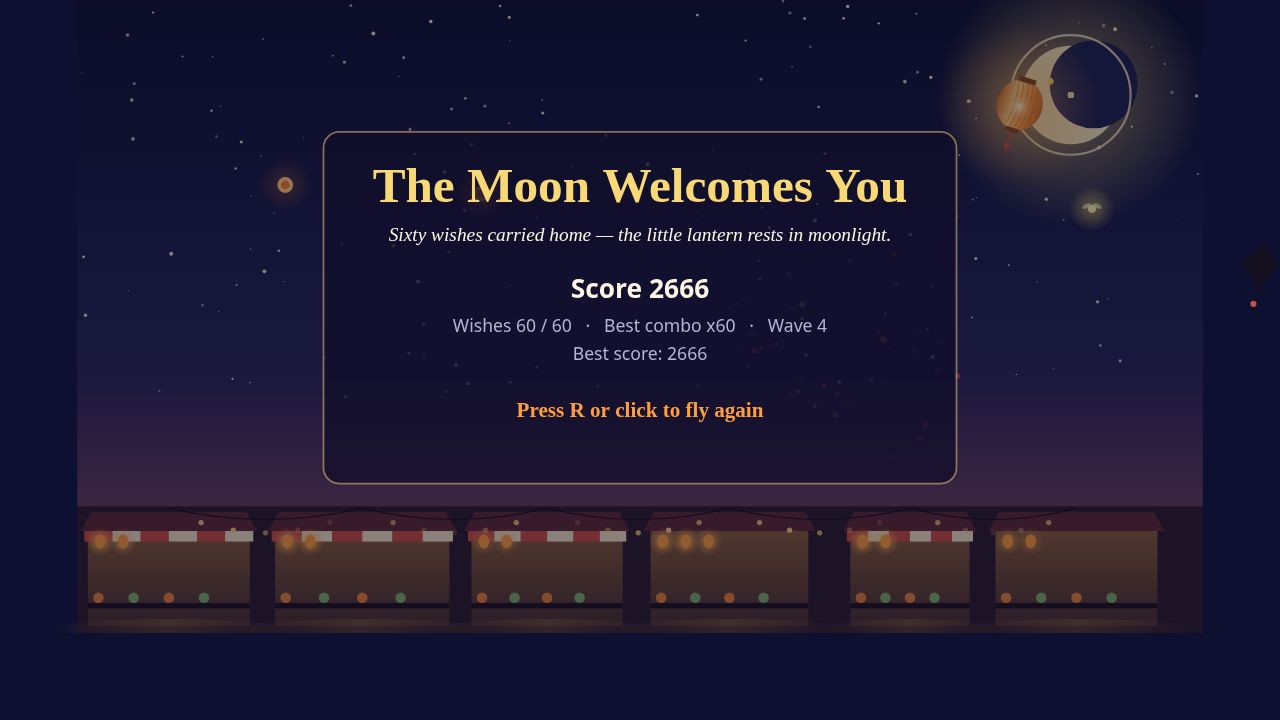 The Moon Welcomes You
Sixty wishes carried home — the little lantern rests in moonlight.
Score 2666
Wishes 60 / 60 · Best combo x60 · Wave 4
Best score: 2666
Press R or click to fly again